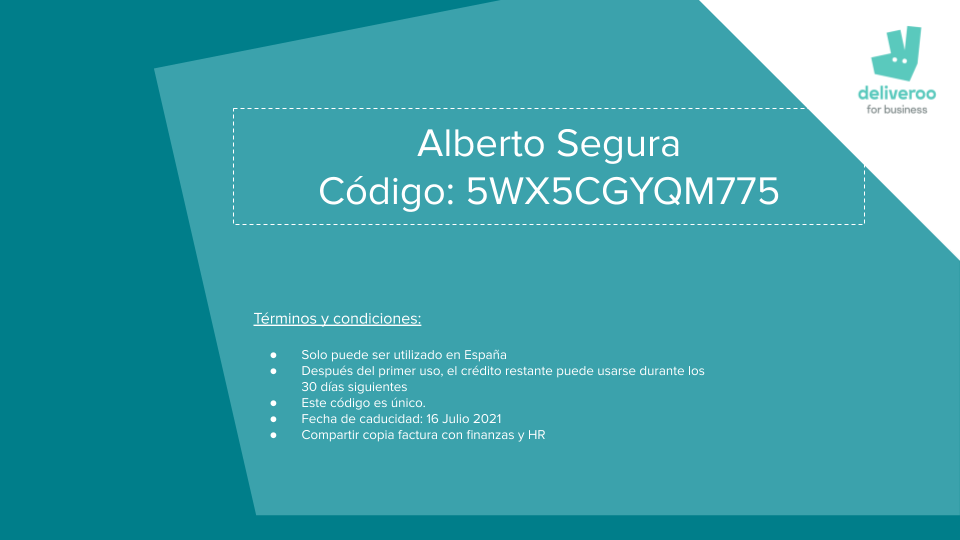 deliveroo
for business
Alberto Segura
Código: 5WX5CGYQM775
Términos y condiciones:
● Solo puede ser utilizado en España
● Después del primer uso, el crédito restante puede usarse durante los
30 días siguientes
● Este código es único.
● Fecha de caducidad: 16 Julio 2021
● Compartir copia factura con finanzas y HR